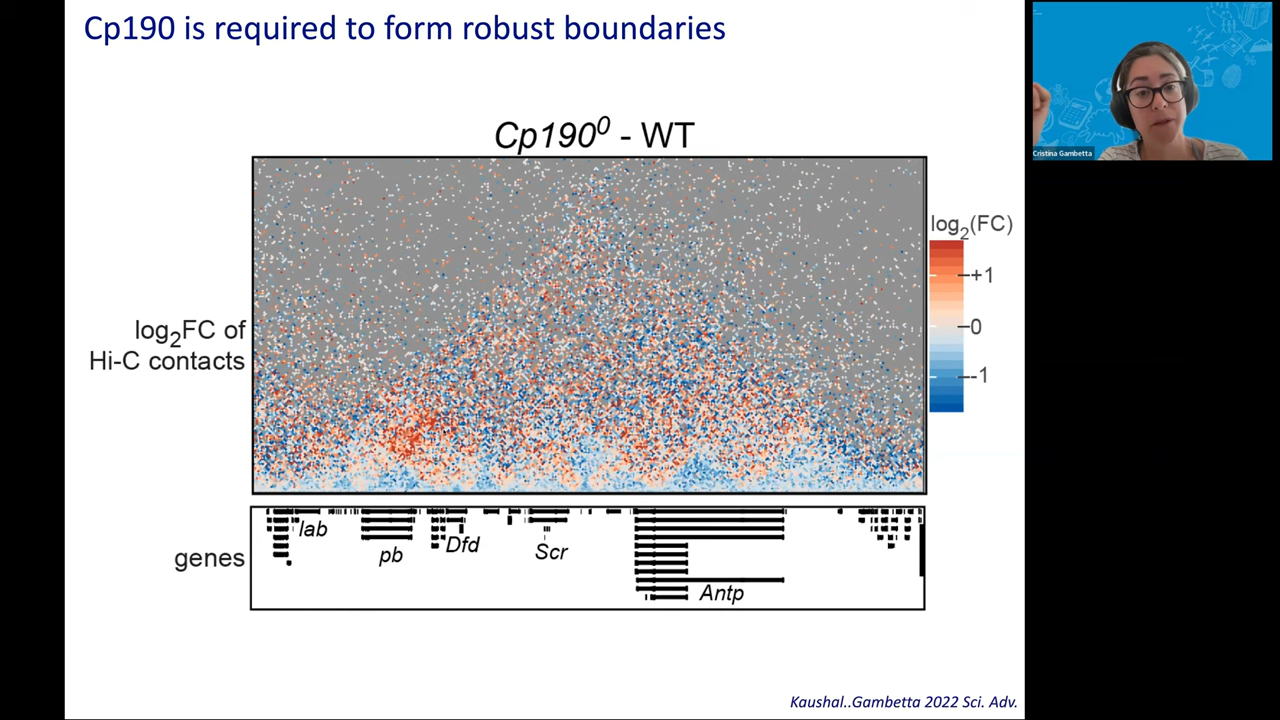 Cp190 is required to form robust boundaries
Cp190⁰ - WT
Cristina Gambetta
log₂(FC)
+1
0
-1
log₂FC of
Hi-C contacts
genes
lab
pb
Dfd
Scr
Antp
Kaushal..Gambetta 2022 Sci. Adv.